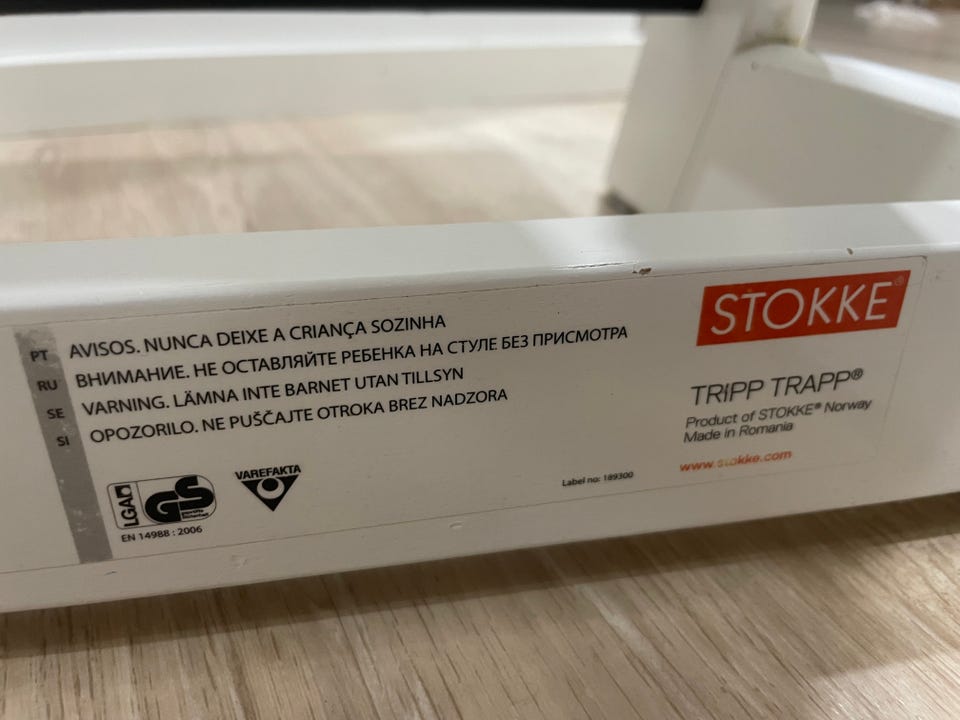 PT AVISOS. NUNCA DEIXE A CRIANÇA SOZINHA
RU ВНИМАНИЕ. НЕ ОСТАВЛЯЙТЕ РЕБЕНКА НА СТУЛЕ БЕЗ ПРИСМОТРА
SE VARNING. LÄMNA INTE BARNET UTAN TILLSYN
SI OPOZORILO. NE PUŠČAJTE OTROKA BREZ NADZORA
LGA GS geprüfte Sicherheit
EN 14988 : 2006
VAREFAKTA
Label no: 189300
STOKKE®
TRIPP TRAPP®
Product of STOKKE® Norway
Made in Romania
www.stokke.com